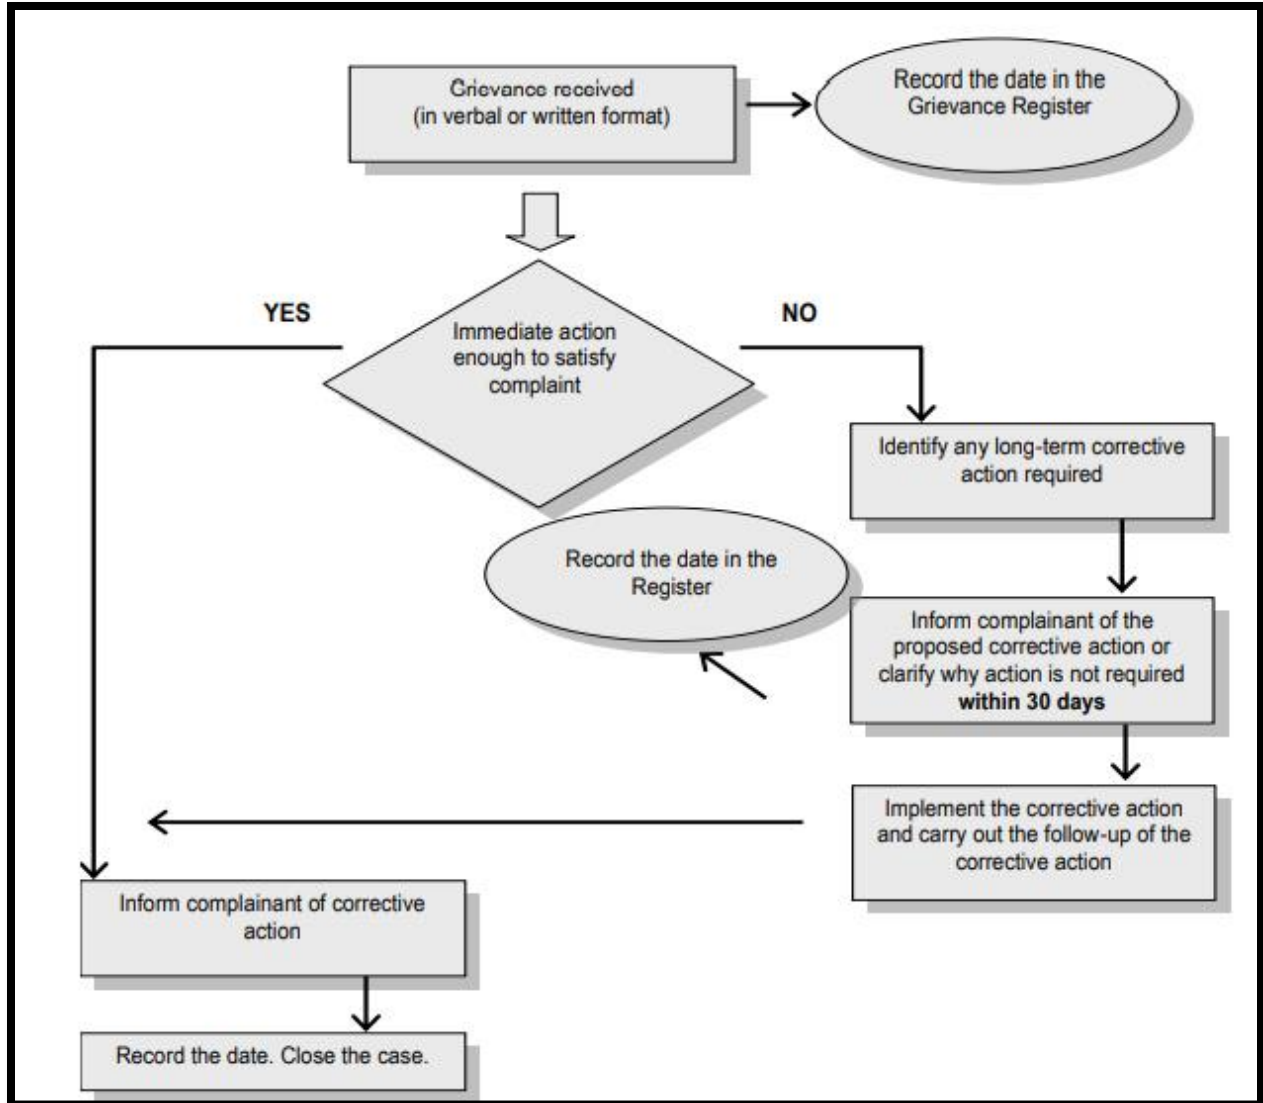 Grievance received
(in verbal or written format)
Record the date in the
Grievance Register
YES
NO
Immediate action
enough to satisfy
complaint
Identify any long-term corrective
action required
Record the date in the
Register
Inform complainant of the
proposed corrective action or
clarify why action is not required
within 30 days
Implement the corrective action
and carry out the follow-up of the
corrective action
Inform complainant of corrective
action
Record the date. Close the case.